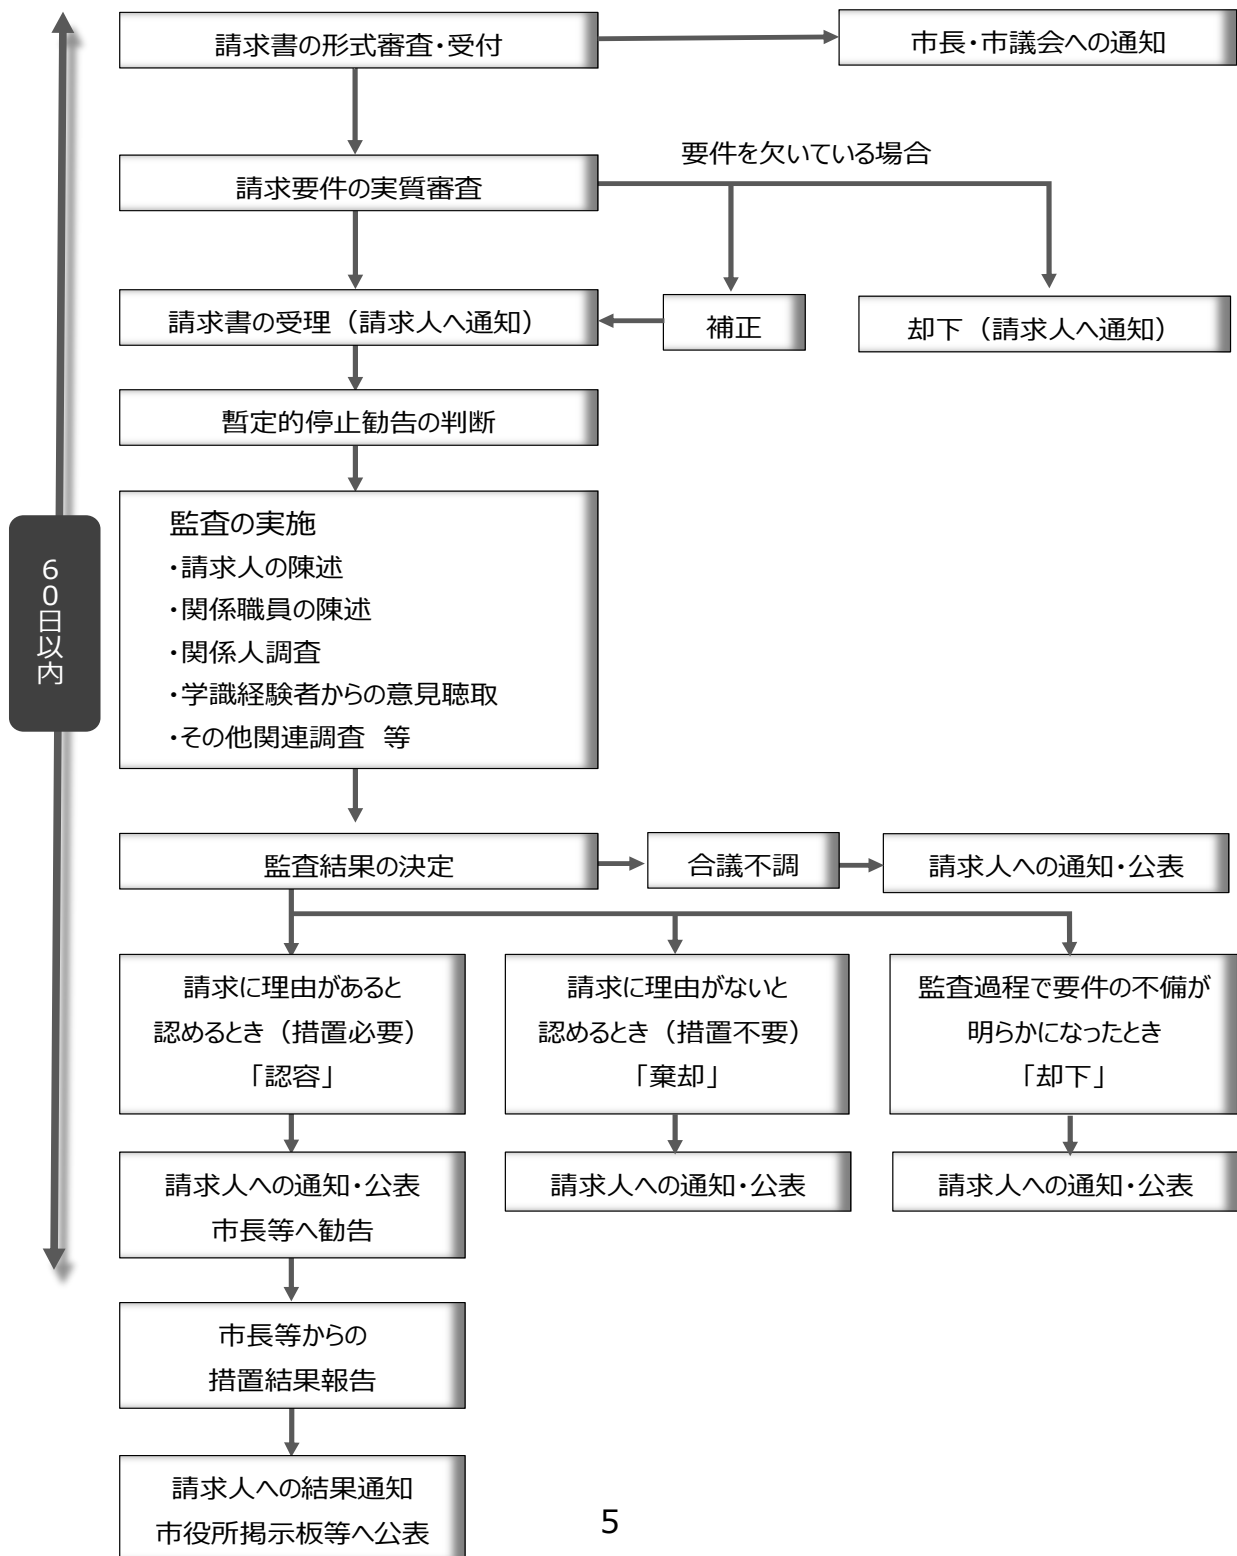 請求書の形式審査・受付
市長・市議会への通知
要件を欠いている場合
請求要件の実質審査
請求書の受理（請求人へ通知）
補正
却下（請求人へ通知）
暫定的停止勧告の判断
60日以内
監査の実施
・請求人の陳述
・関係職員の陳述
・関係人調査
・学識経験者からの意見聴取
・その他関連調査 等
監査結果の決定
合議不調
請求人への通知・公表
請求に理由があると
認めるとき（措置必要）
「認容」
請求に理由がないと
認めるとき（措置不要）
「棄却」
監査過程で要件の不備が
明らかになったとき
「却下」
請求人への通知・公表
市長等へ勧告
請求人への通知・公表
請求人への通知・公表
市長等からの
措置結果報告
請求人への結果通知
市役所掲示板等へ公表
5